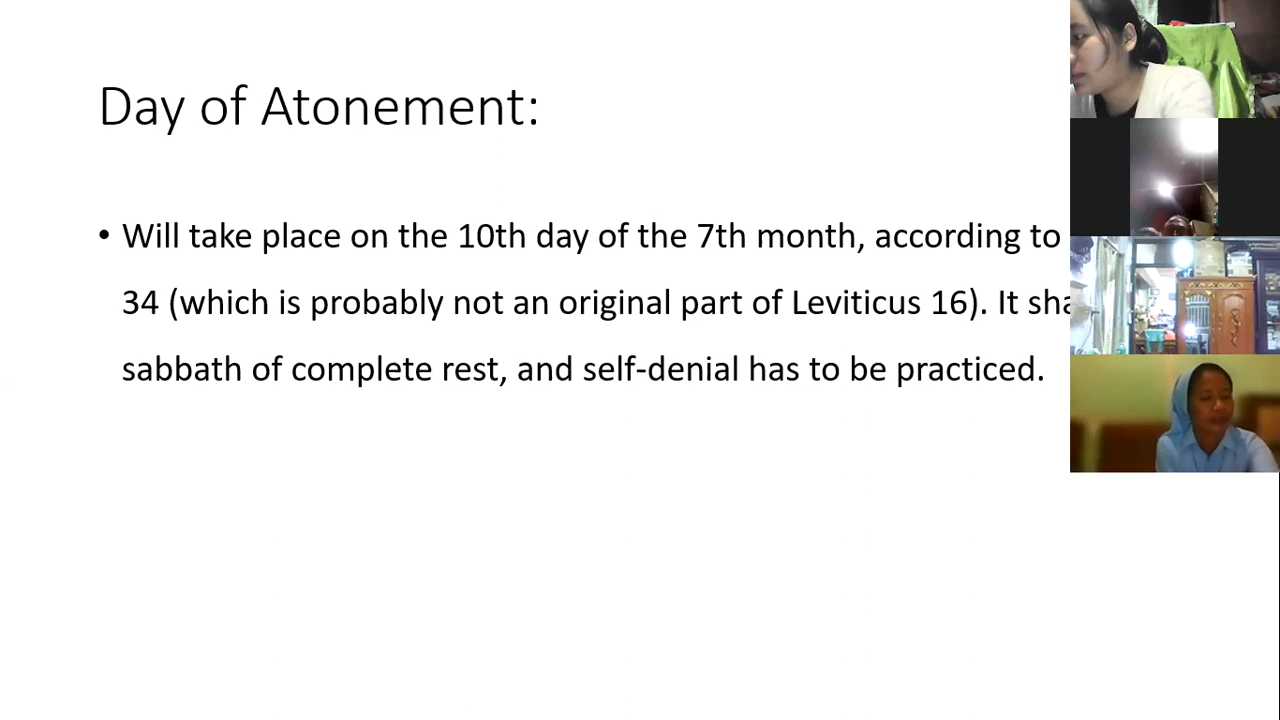 Day of Atonement:
• Will take place on the 10th day of the 7th month, according to
34 (which is probably not an original part of Leviticus 16). It
sabbath of complete rest, and self-denial has to be practiced.